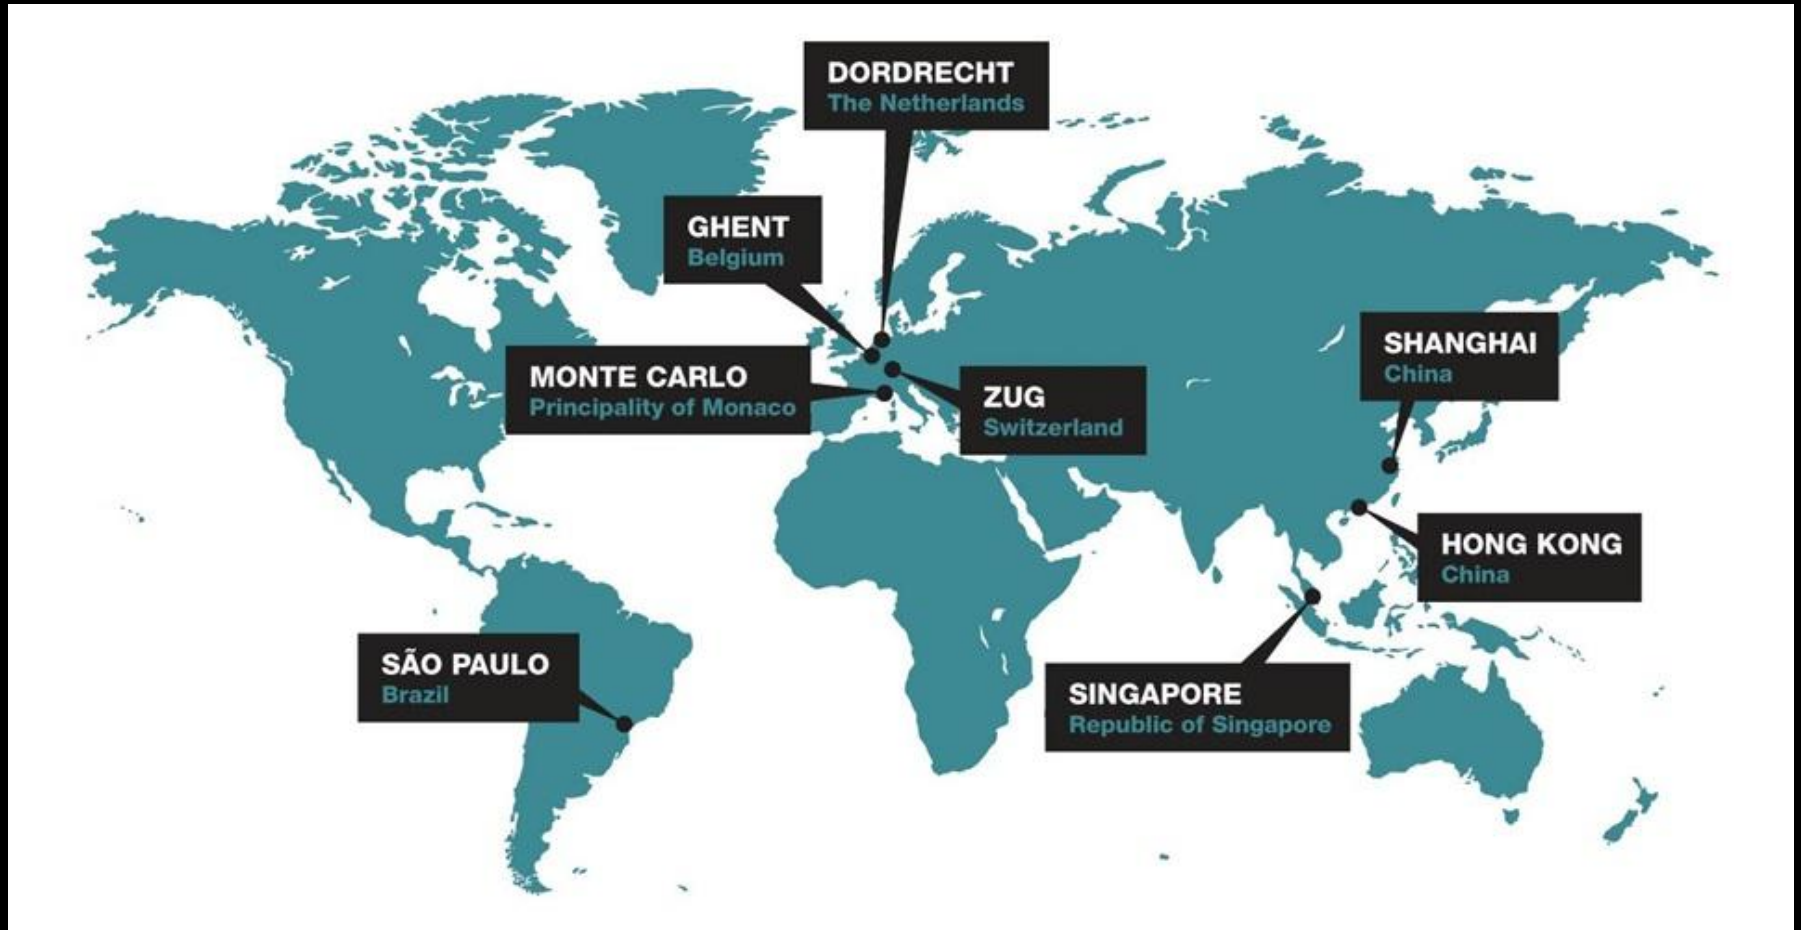 DORDRECHT
The Netherlands
GHENT
Belgium
MONTE CARLO
Principality of Monaco
ZUG
Switzerland
SHANGHAI
China
HONG KONG
China
SÃO PAULO
Brazil
SINGAPORE
Republic of Singapore